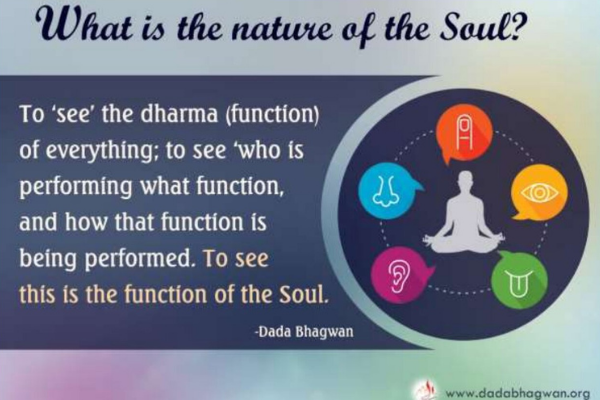 What is the nature of the Soul?
To 'see' the dharma (function)
of everything; to see 'who is
performing what function,
and how that function is
being performed. To see
this is the function of the Soul.
-Dada Bhagwan
www.dadabhagwan.org